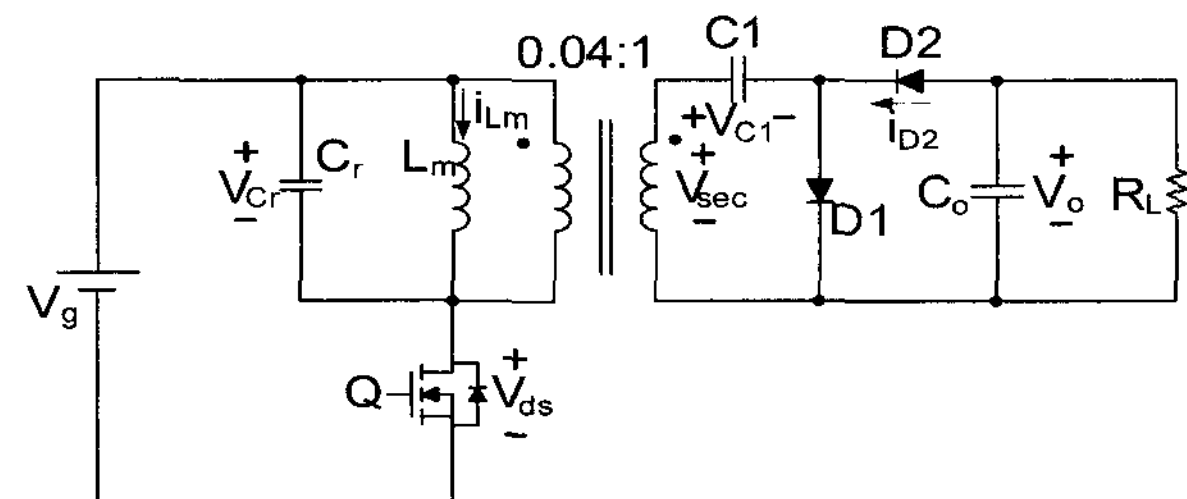 0.04:1
C1
D2
+ V_C1 -
i_D2
i_Lm
+ V_Cr -
C_r
L_m
+ V_sec -
D1
C_o
+ V_o -
R_L
V_g
Q
+ V_ds -